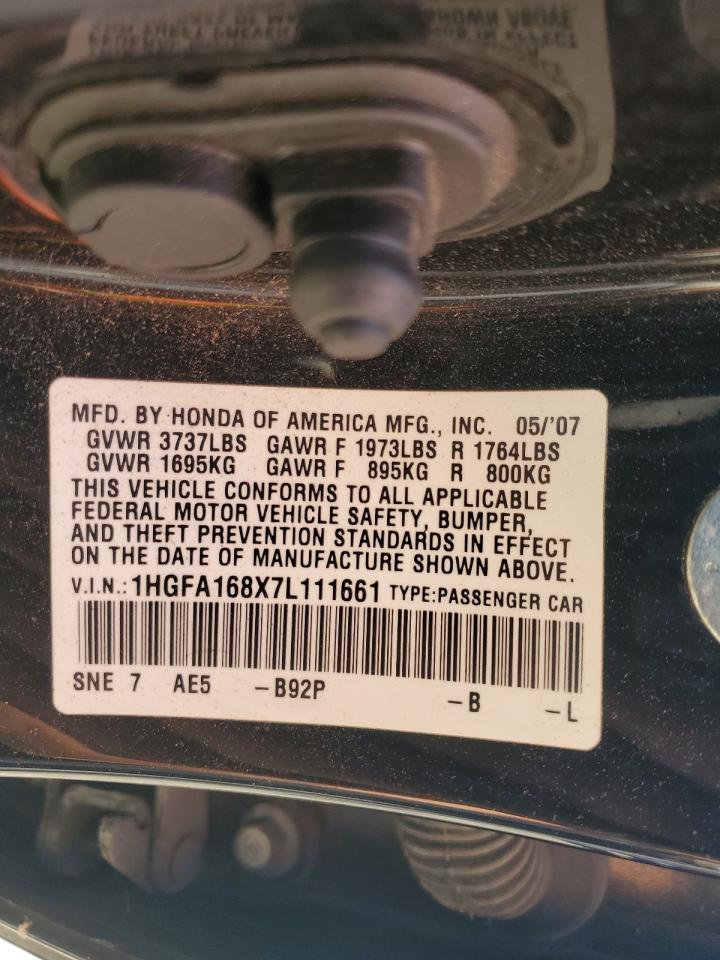 MFD. BY HONDA OF AMERICA MFG., INC. 05/'07
GVWR 3737LBS GAWR F 1973LBS R 1764LBS
GVWR 1695KG GAWR F 895KG R 800KG
THIS VEHICLE CONFORMS TO ALL APPLICABLE
FEDERAL MOTOR VEHICLE SAFETY, BUMPER,
AND THEFT PREVENTION STANDARDS IN EFFECT
ON THE DATE OF MANUFACTURE SHOWN ABOVE.
V.I.N.: 1HGFA168X7L111661 TYPE:PASSENGER CAR
SNE 7 AE5 -B92P -B -L